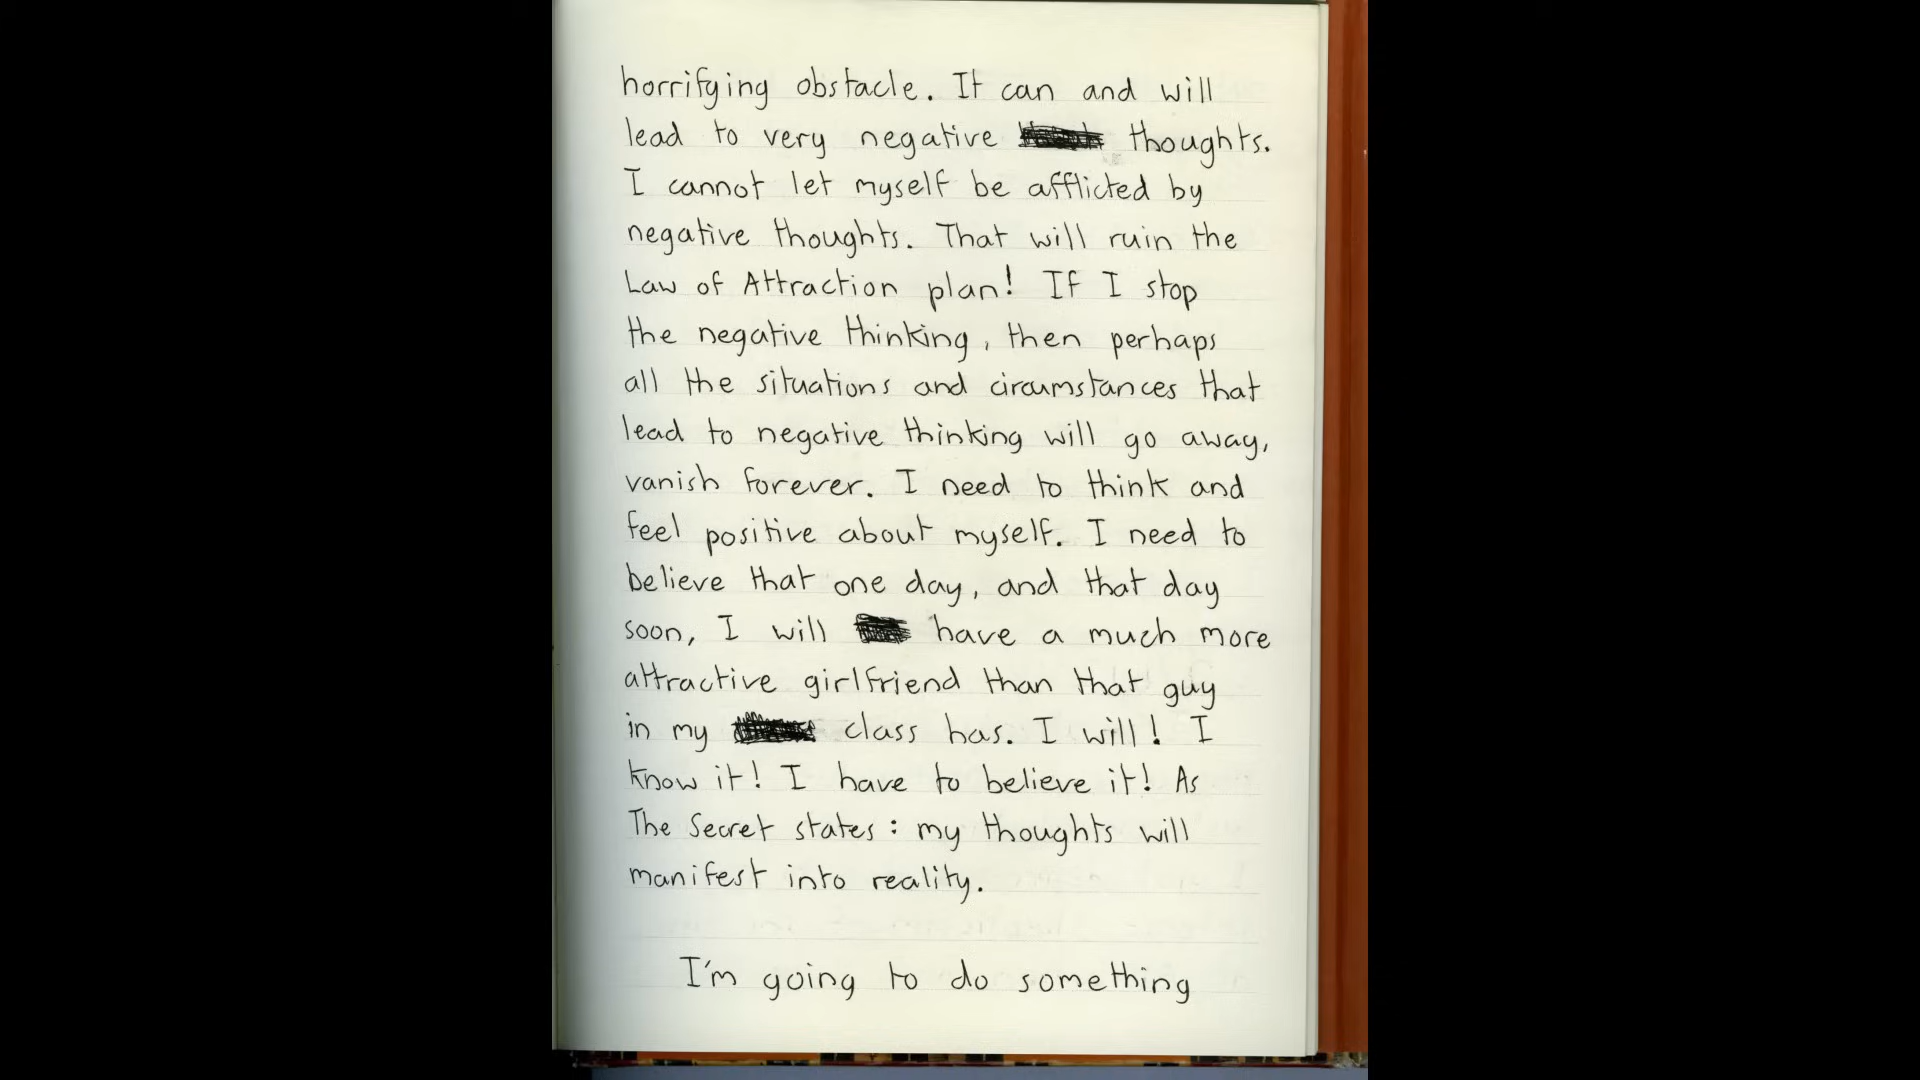 horrifying obstacle. It can and will
lead to very negative thoughts.
I cannot let myself be afflicted by
negative thoughts. That will ruin the
Law of Attraction plan! If I stop
the negative thinking, then perhaps
all the situations and circumstances that
lead to negative thinking will go away,
vanish forever. I need to think and
feel positive about myself. I need to
believe that one day, and that day
soon, I will have a much more
attractive girlfriend than that guy
in my class has. I will! I
know it! I have to believe it! As
The Secret states: my thoughts will
manifest into reality.
I'm going to do something